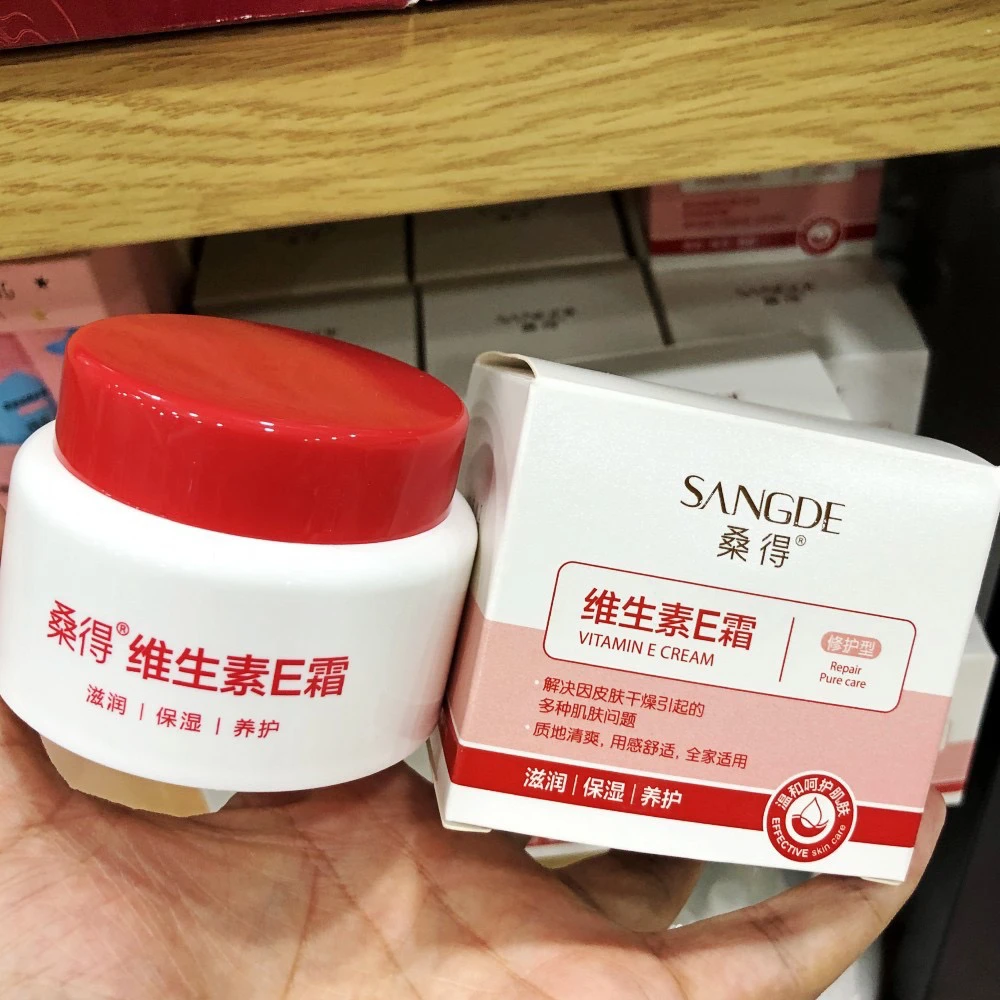 桑得®维生素E霜
滋润 | 保湿 | 养护
SANGDE
桑得®
维生素E霜
VITAMIN E CREAM
修护型
Repair
Pure care
·解决因皮肤干燥引起的
多种肌肤问题
·质地清爽，用感舒适，全家适用
滋润 | 保湿 | 养护
温和呵护肌肤
EFFECTIVE skin care